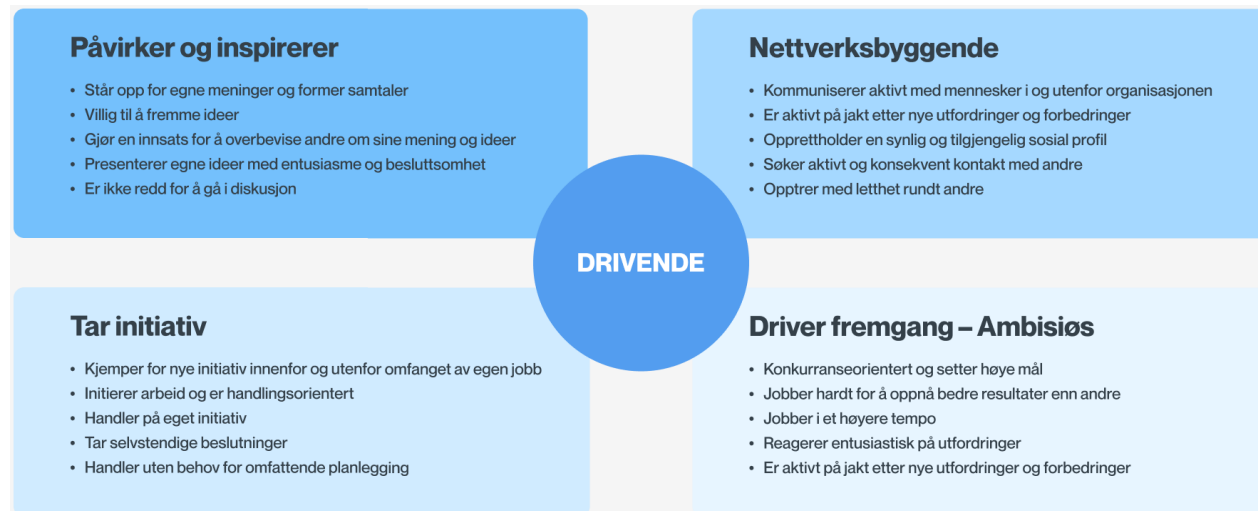 Påvirker og inspirerer
• Står opp for egne meninger og former samtaler
• Villig til å fremme ideer
• Gjør en innsats for å overbevise andre om sine mening og ideer
• Presenterer egne ideer med entusiasme og besluttsomhet
• Er ikke redd for å gå i diskusjon
Nettverksbyggende
• Kommuniserer aktivt med mennesker i og utenfor organisasjonen
• Er aktivt på jakt etter nye utfordringer og forbedringer
• Opprettholder en synlig og tilgjengelig sosial profil
• Søker aktivt og konsekvent kontakt med andre
• Opptrer med letthet rundt andre
DRIVENDE
Tar initiativ
• Kjemper for nye initiativ innenfor og utenfor omfanget av egen jobb
• Initierer arbeid og er handlingsorientert
• Handler på eget initiativ
• Tar selvstendige beslutninger
• Handler uten behov for omfattende planlegging
Driver fremgang – Ambisiøs
• Konkurranseorientert og setter høye mål
• Jobber hardt for å oppnå bedre resultater enn andre
• Jobber i et høyere tempo
• Reagerer entusiastisk på utfordringer
• Er aktivt på jakt etter nye utfordringer og forbedringer